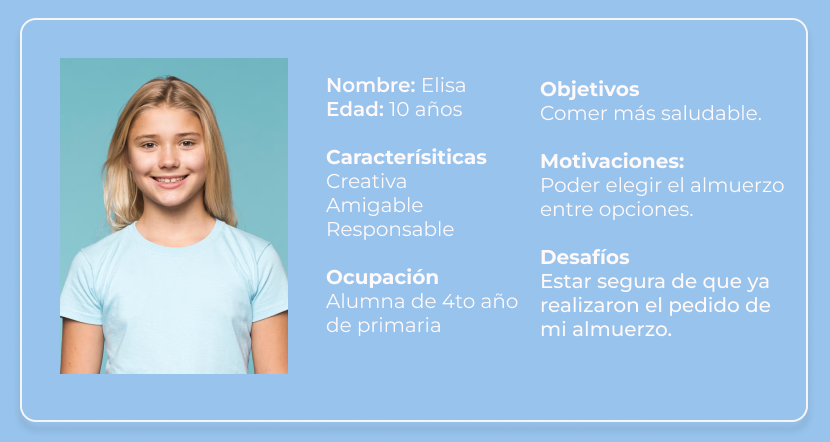 Nombre: Elisa
Edad: 10 años
Caracterísiticas
Creativa
Amigable
Responsable
Ocupación
Alumna de 4to año
de primaria
Objetivos
Comer más saludable.
Motivaciones:
Poder elegir el almuerzo
entre opciones.
Desafíos
Estar segura de que ya
realizaron el pedido de
mi almuerzo.